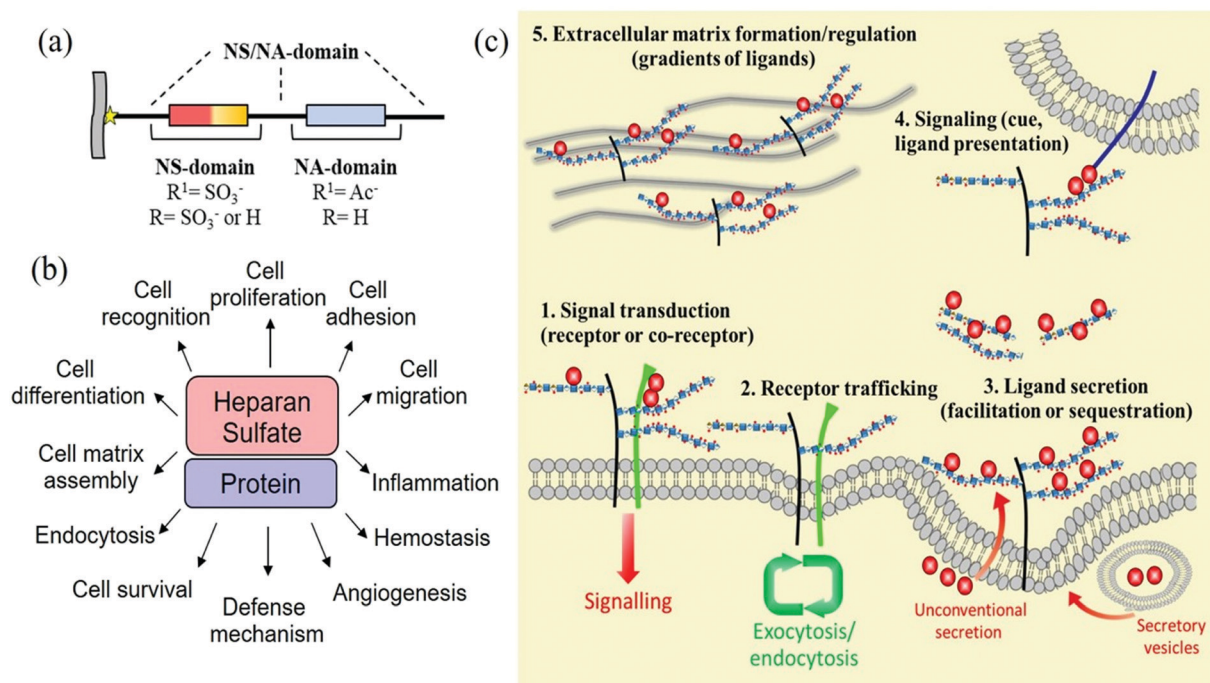 (a)
NS/NA-domain
NS-domain
R¹= SO₃⁻
R= SO₃⁻ or H
NA-domain
R¹= Ac⁻
R= H
(b)
Cell
recognition
Cell
proliferation
Cell
adhesion
Cell
differentiation
Cell
migration
Heparan
Sulfate
Protein
Cell matrix
assembly
Inflammation
Endocytosis
Hemostasis
Cell survival
Defense
mechanism
Angiogenesis
(c)
5. Extracellular matrix formation/regulation
(gradients of ligands)
4. Signaling (cue,
ligand presentation)
1. Signal transduction
(receptor or co-receptor)
2. Receptor trafficking
3. Ligand secretion
(facilitation or sequestration)
Signalling
Exocytosis/
endocytosis
Unconventional
secretion
Secretory
vesicles